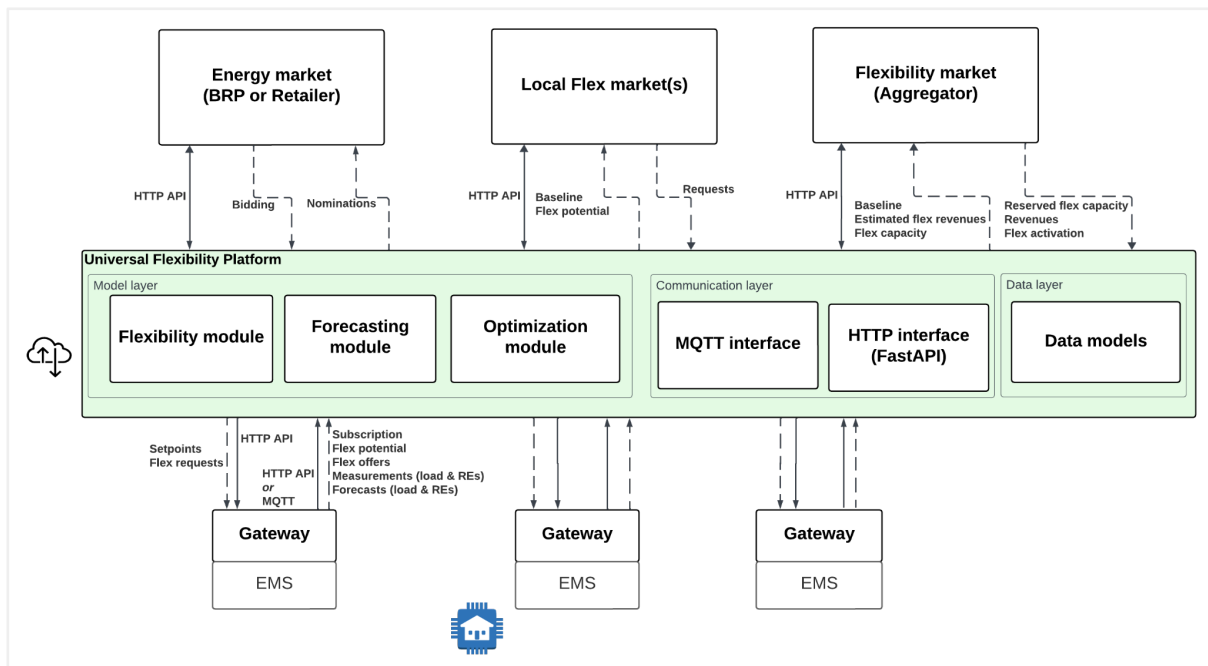 Energy market
(BRP or Retailer)
Local Flex market(s)
Flexibility market
(Aggregator)
HTTP API
Bidding
Nominations
HTTP API
Baseline
Flex potential
Requests
HTTP API
Baseline
Estimated flex revenues
Flex capacity
Reserved flex capacity
Revenues
Flex activation
Universal Flexibility Platform
Model layer
Flexibility module
Forecasting
module
Optimization
module
Communication layer
MQTT interface
HTTP interface
(FastAPI)
Data layer
Data models
Setpoints
Flex requests
HTTP API
HTTP API
or
MQTT
Subscription
Flex potential
Flex offers
Measurements (load & REs)
Forecasts (load & REs)
Gateway
EMS
Gateway
EMS
Gateway
EMS